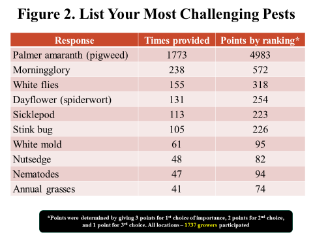 Figure 2. List Your Most Challenging Pests
Response Times provided Points by ranking*
Palmer amaranth (pigweed) 1773 4983
Morningglory 238 572
White flies 155 318
Dayflower (spiderwort) 131 254
Sicklepod 113 223
Stink bug 105 226
White mold 61 95
Nutsedge 48 82
Nematodes 47 94
Annual grasses 41 74
*Points were determined by giving 3 points for 1st choice of importance, 2 points for 2nd choice,
and 1 point for 3rd choice. All locations – 1737 growers participated